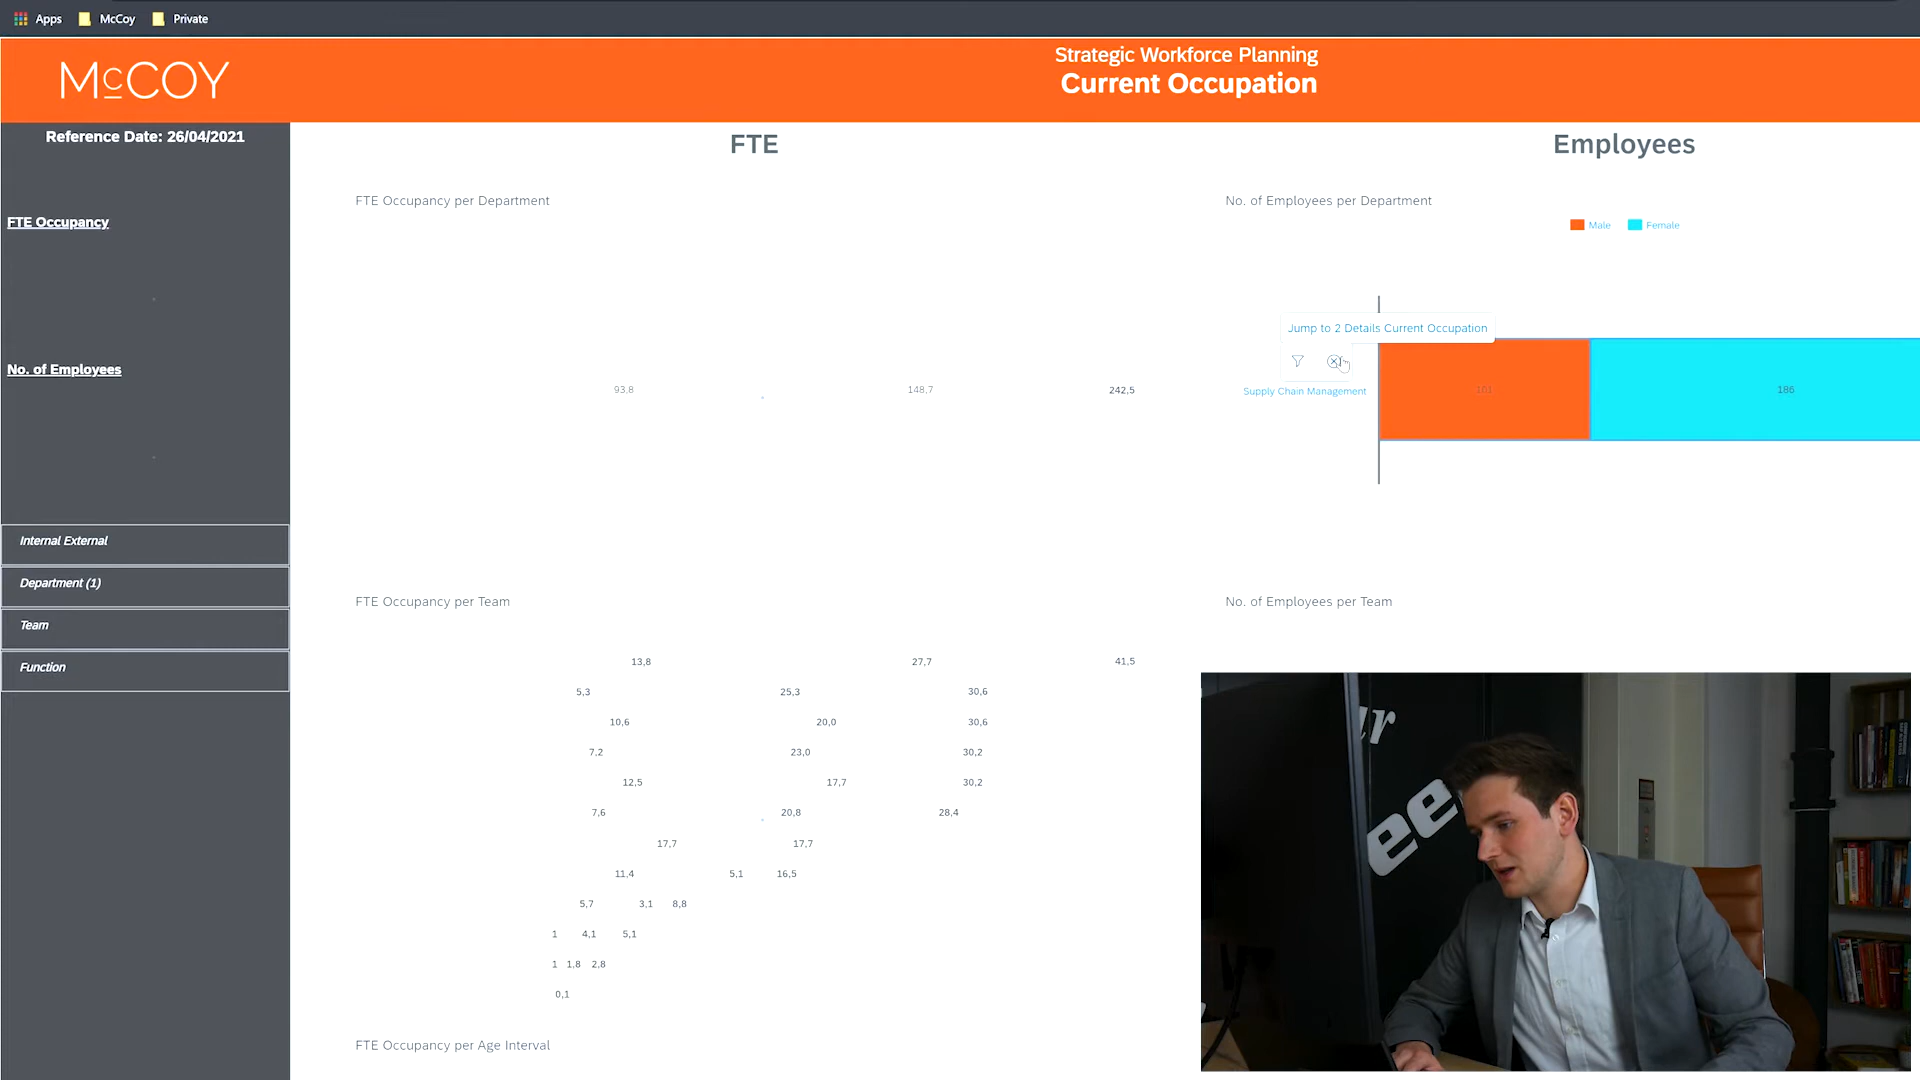 Apps McCoy Private
McCOY
Strategic Workforce Planning
Current Occupation
Reference Date: 26/04/2021
FTE Occupancy
No. of Employees
Internal External
Department (1)
Team
Function
FTE
FTE Occupancy per Department
93,8 148,7 242,5
FTE Occupancy per Team
13,8 27,7 41,5
5,3 25,3 30,6
10,6 20,0 30,6
7,2 23,0 30,2
12,5 17,7 30,2
7,6 20,8 28,4
17,7 17,7
11,4 5,1 16,5
5,7 3,1 8,8
1 4,1 5,1
1 1,8 2,8
0,1
FTE Occupancy per Age Interval
Employees
No. of Employees per Department
Male Female
Jump to 2 Details Current Occupation
Supply Chain Management 101 186
No. of Employees per Team